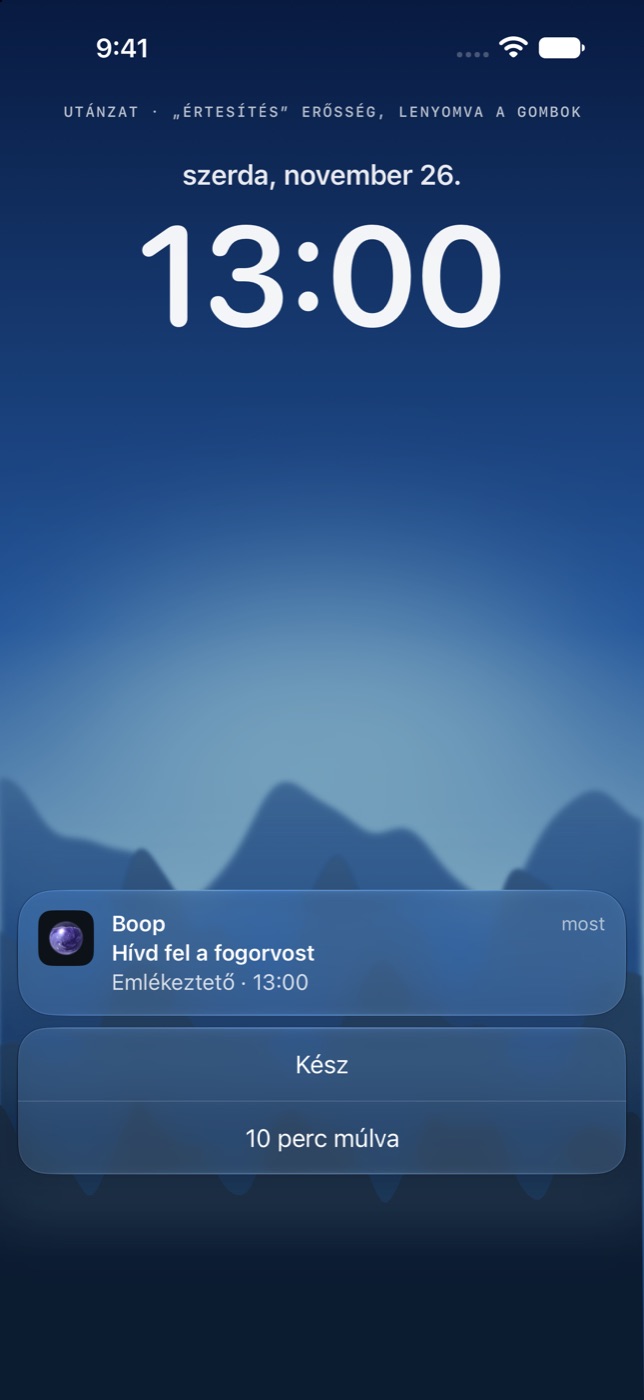 9:41
UTÁNZAT · „ÉRTESÍTÉS” ERŐSSÉG, LENYOMVA A GOMBOK
szerda, november 26.
13:00
Boop
most
Hívd fel a fogorvost
Emlékeztető · 13:00
Kész
10 perc múlva